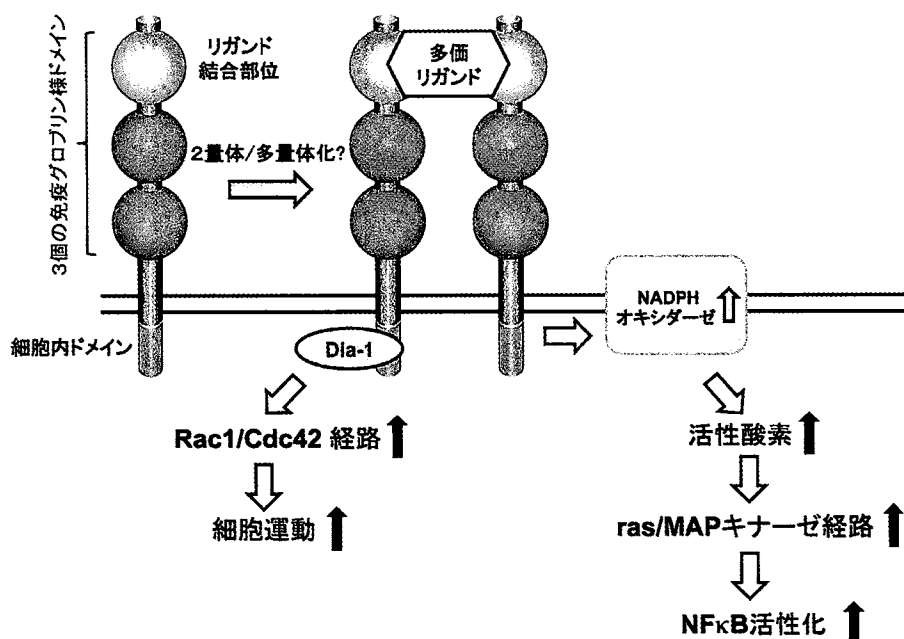 3個の免疫グロブリン様ドメイン
リガンド
結合部位
多価
リガンド
2量体/多量体化?
NADPH
オキシダーゼ
細胞内ドメイン
Dia-1
Rac1/Cdc42 経路
細胞運動
活性酸素
ras/MAPキナーゼ経路
NFκB活性化